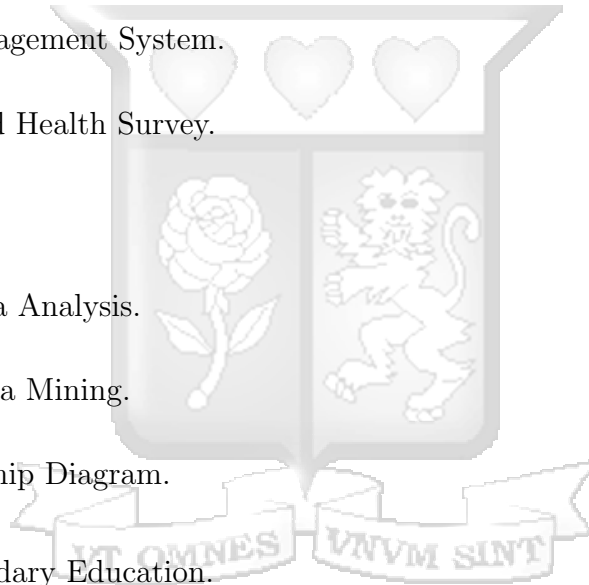 agement System.
l Health Survey.
a Analysis.
a Mining.
hip Diagram.
VT OMNES VNVM SINT
dary Education.